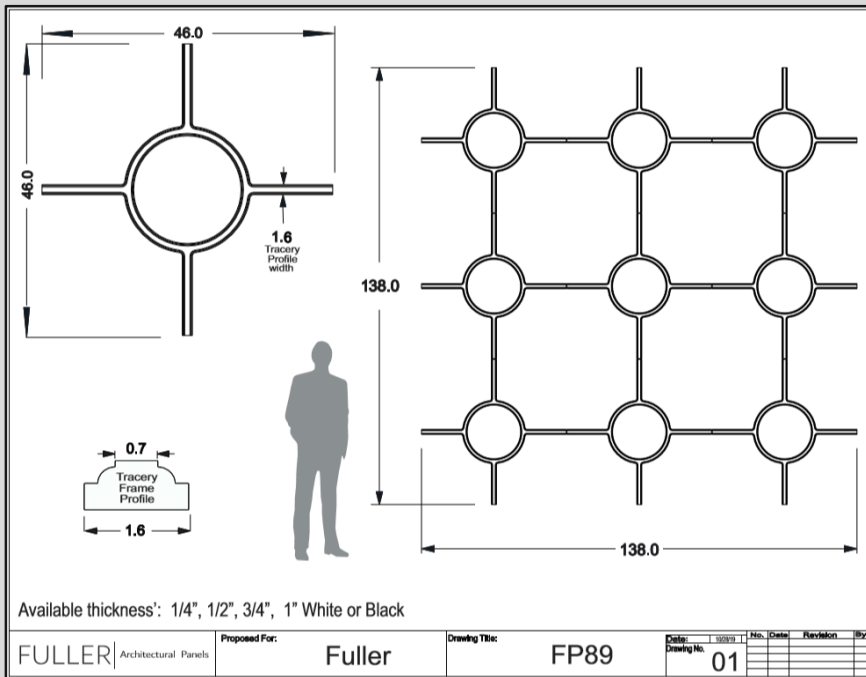 46.0
46.0
1.6
Tracery
Profile
width
138.0
138.0
0.7
Tracery
Frame
Profile
1.6
Available thickness': 1/4", 1/2", 3/4", 1" White or Black
FULLER Architectural Panels
Proposed For:
Fuller
Drawing Title:
FP89
Date:
Drawing No.
01
No. Date Revision By